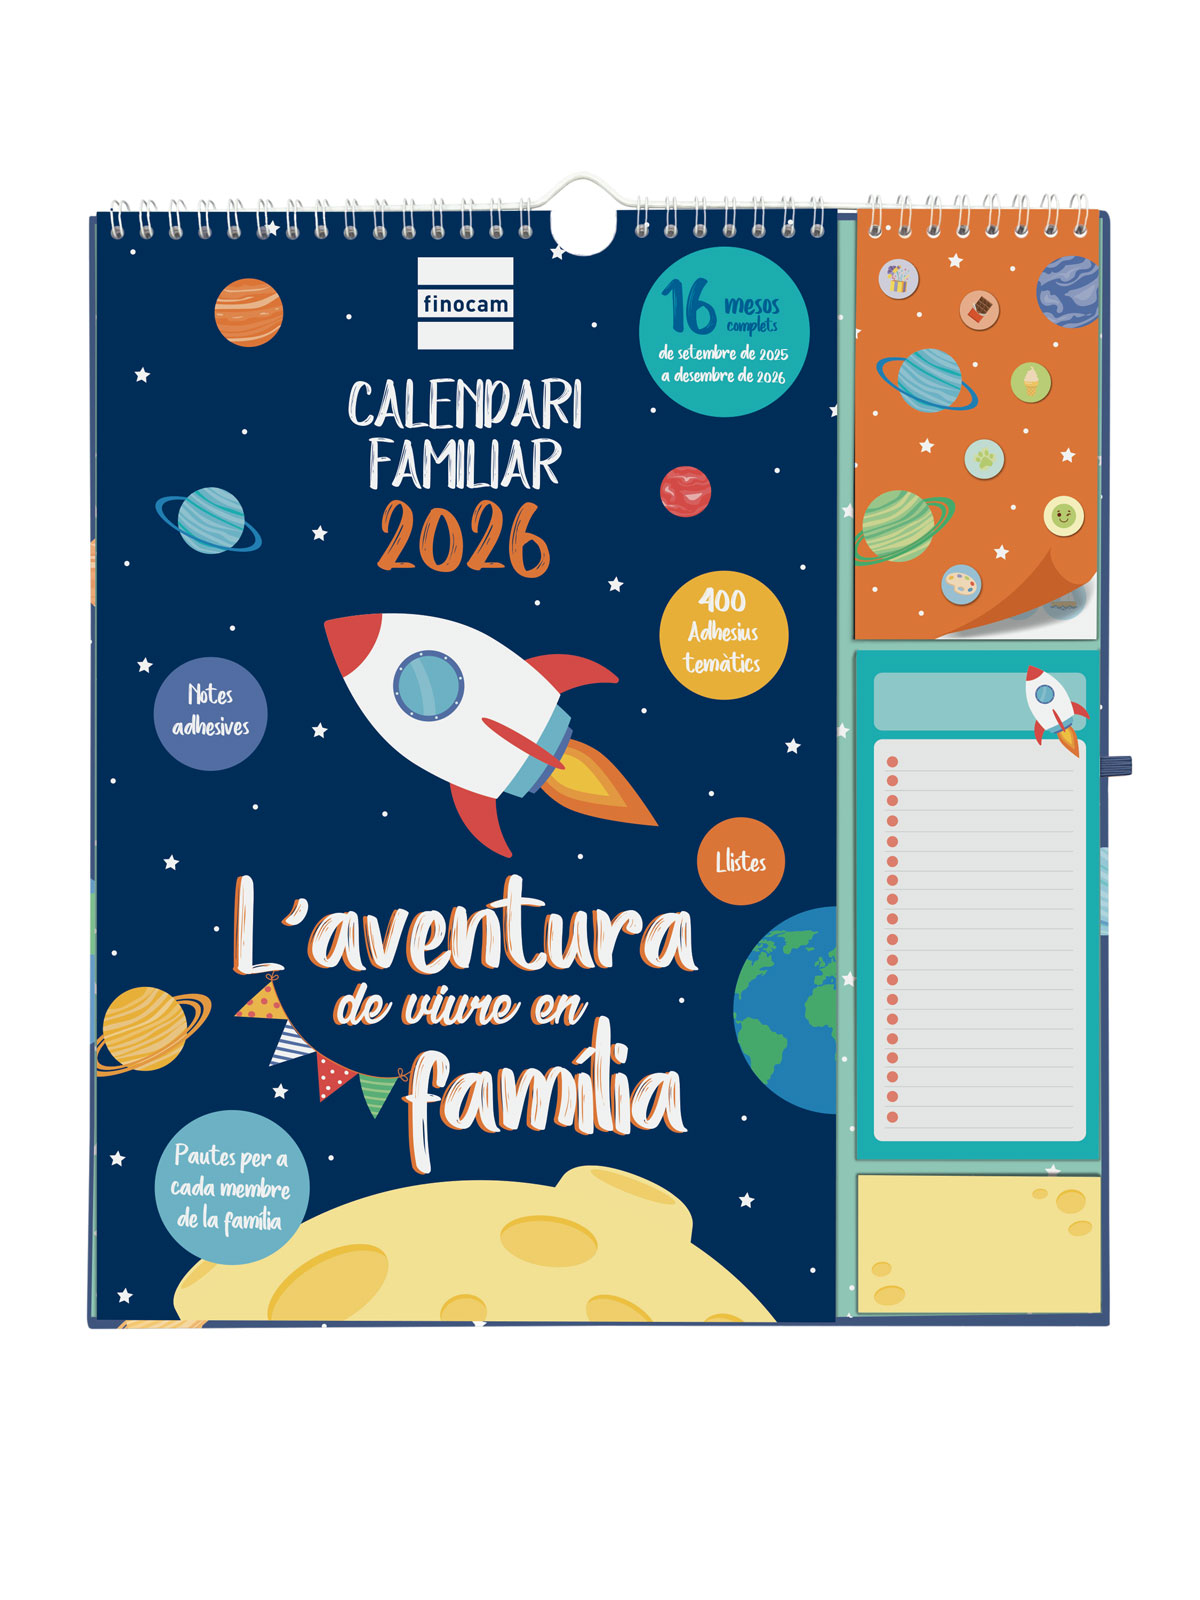 finocam
16 mesos
complets
de setembre de 2025
a desembre de 2026
CALENDARI
FAMILIAR
2026
400
Adhesius
temàtics
Notes
adhesives
Llistes
L'aventura
de viure en
família
Pautes per a
cada membre
de la família